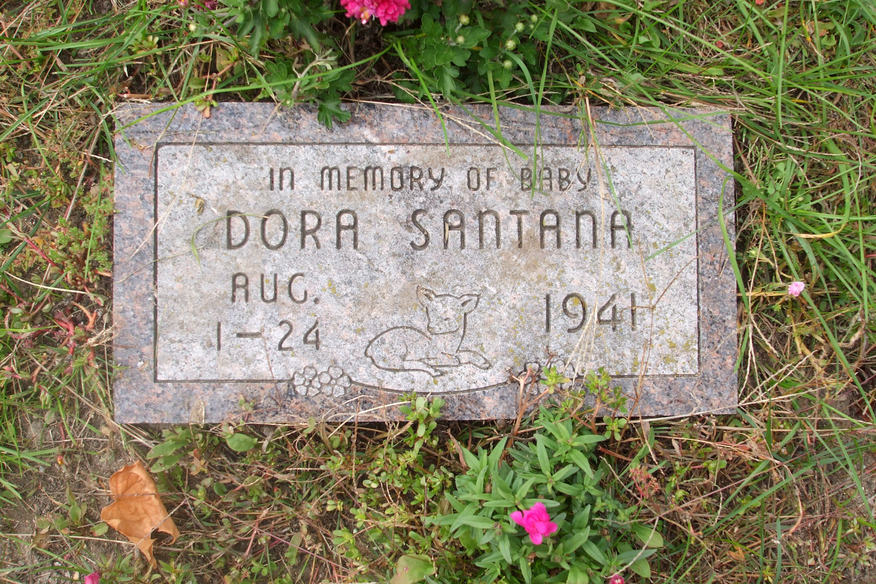 IN MEMORY OF BABY
DORA SANTANA
AUG.
1-24 1941